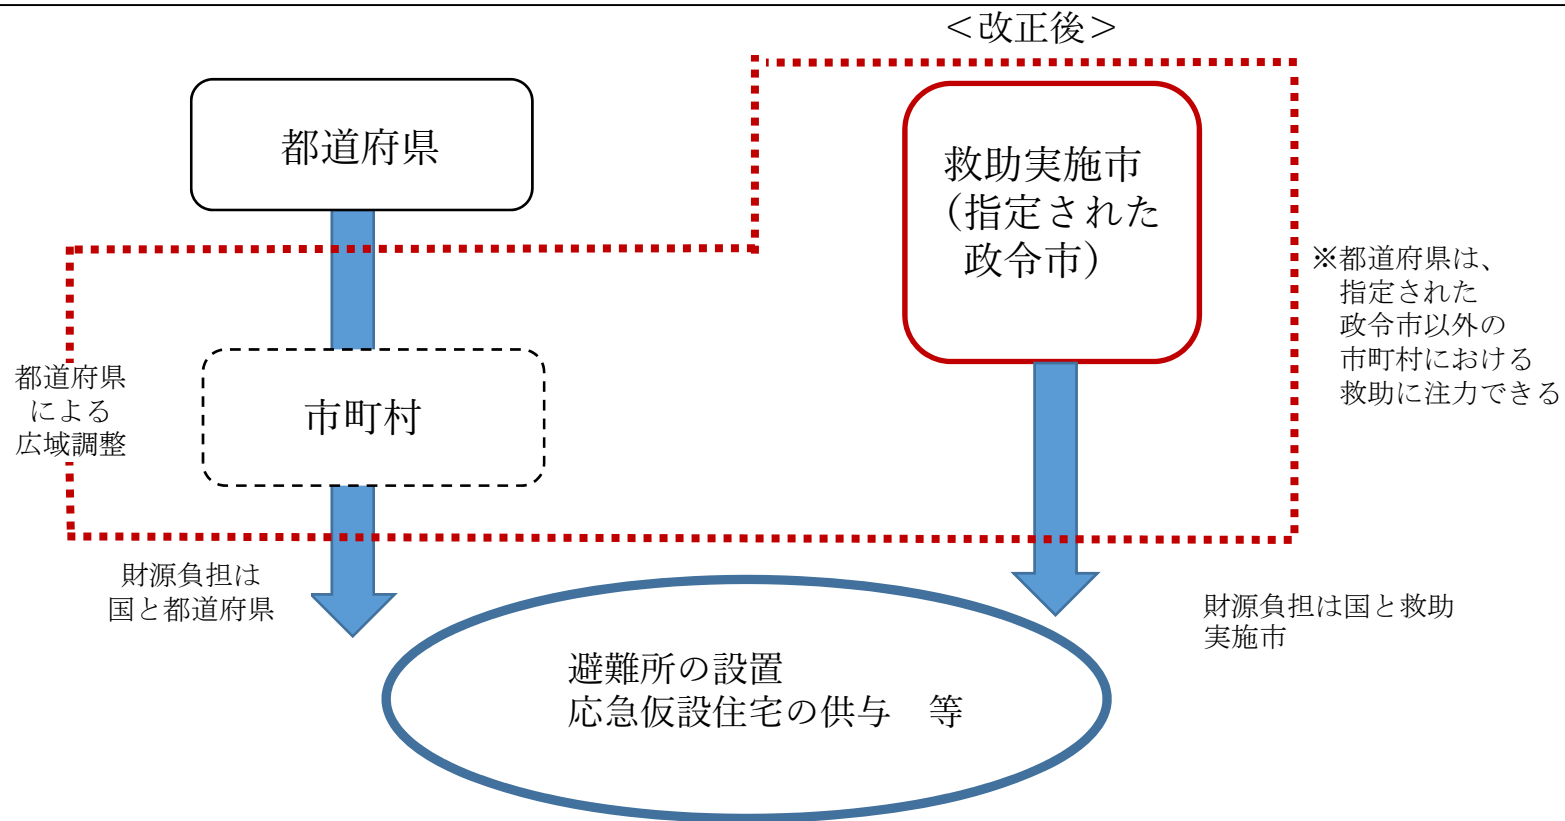 ＜改正後＞
都道府県
救助実施市
（指定された
政令市）
※都道府県は、
指定された
政令市以外の
市町村における
救助に注力できる
都道府県
による
広域調整
市町村
財源負担は
国と都道府県
財源負担は国と救助
実施市
避難所の設置
応急仮設住宅の供与　等